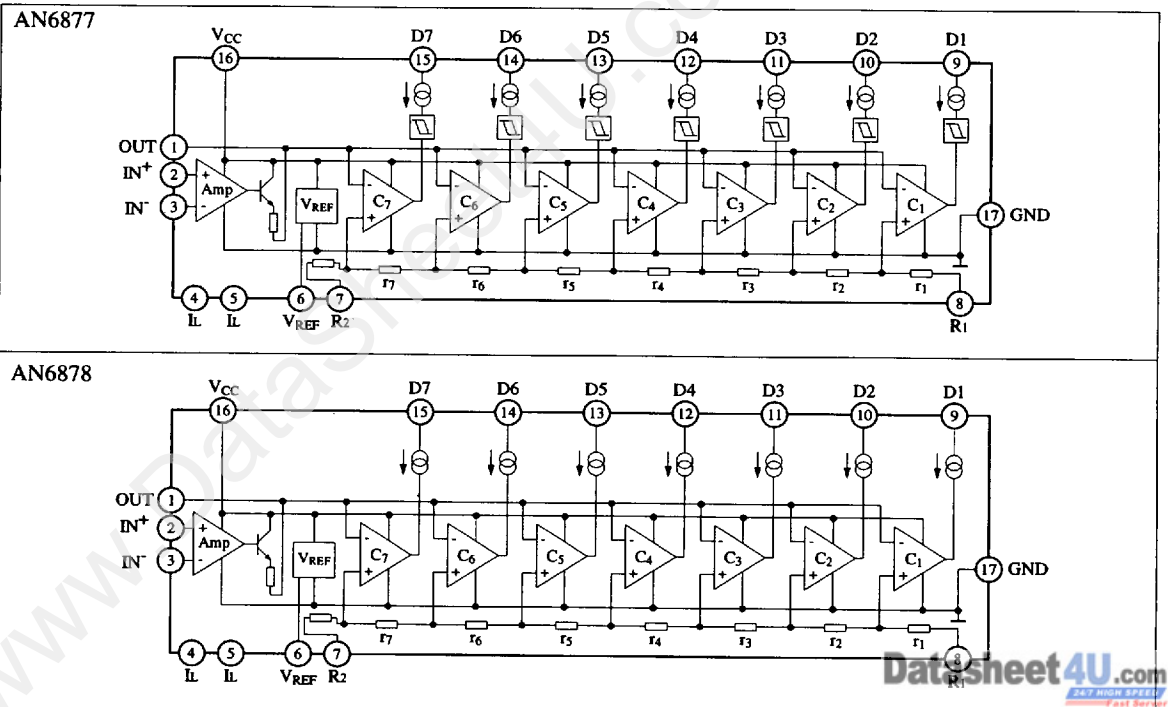 AN6877
VCC D7 D6 D5 D4 D3 D2 D1
16 15 14 13 12 11 10 9
OUT 1
IN+ 2 + Amp
IN- 3 -
VREF
- + C7 - + C6 - + C5 - + C4 - + C3 - + C2 - + C1
17 GND
r7 r6 r5 r4 r3 r2 r1
4 5 6 7 8
IL IL VREF R2 R1
AN6878
VCC D7 D6 D5 D4 D3 D2 D1
16 15 14 13 12 11 10 9
OUT 1
IN+ 2 + Amp
IN- 3 -
VREF
- + C7 - + C6 - + C5 - + C4 - + C3 - + C2 - + C1
17 GND
r7 r6 r5 r4 r3 r2 r1
4 5 6 7 8
IL IL VREF R2 R1
www.DataSheet4U.com
Datasheet4U.com
24/7 HIGH SPEED
Fast Server